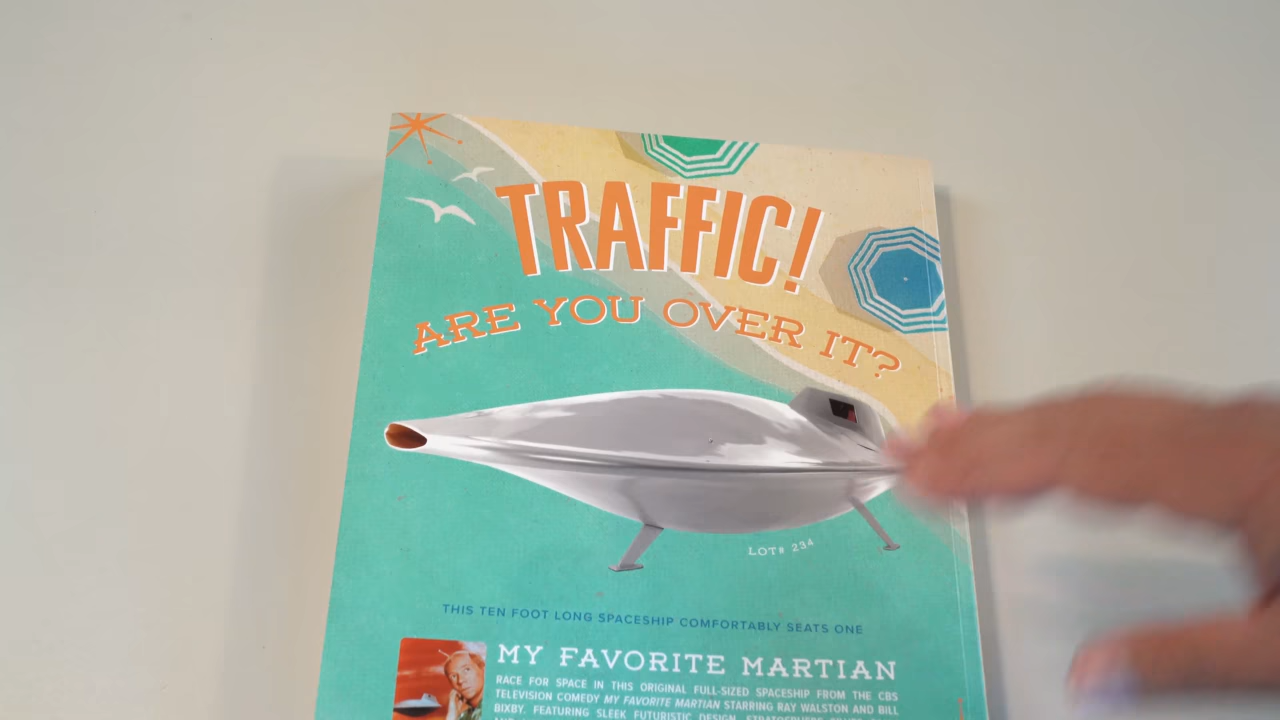 TRAFFIC!
ARE YOU OVER IT?
LOT# 234
THIS TEN FOOT LONG SPACESHIP COMFORTABLY SEATS ONE
MY FAVORITE MARTIAN
RACE FOR SPACE IN THIS ORIGINAL FULL-SIZED SPACESHIP FROM THE CBS
TELEVISION COMEDY MY FAVORITE MARTIAN STARRING RAY WALSTON AND BILL
BIXBY. FEATURING SLEEK FUTURISTIC DESIGN,